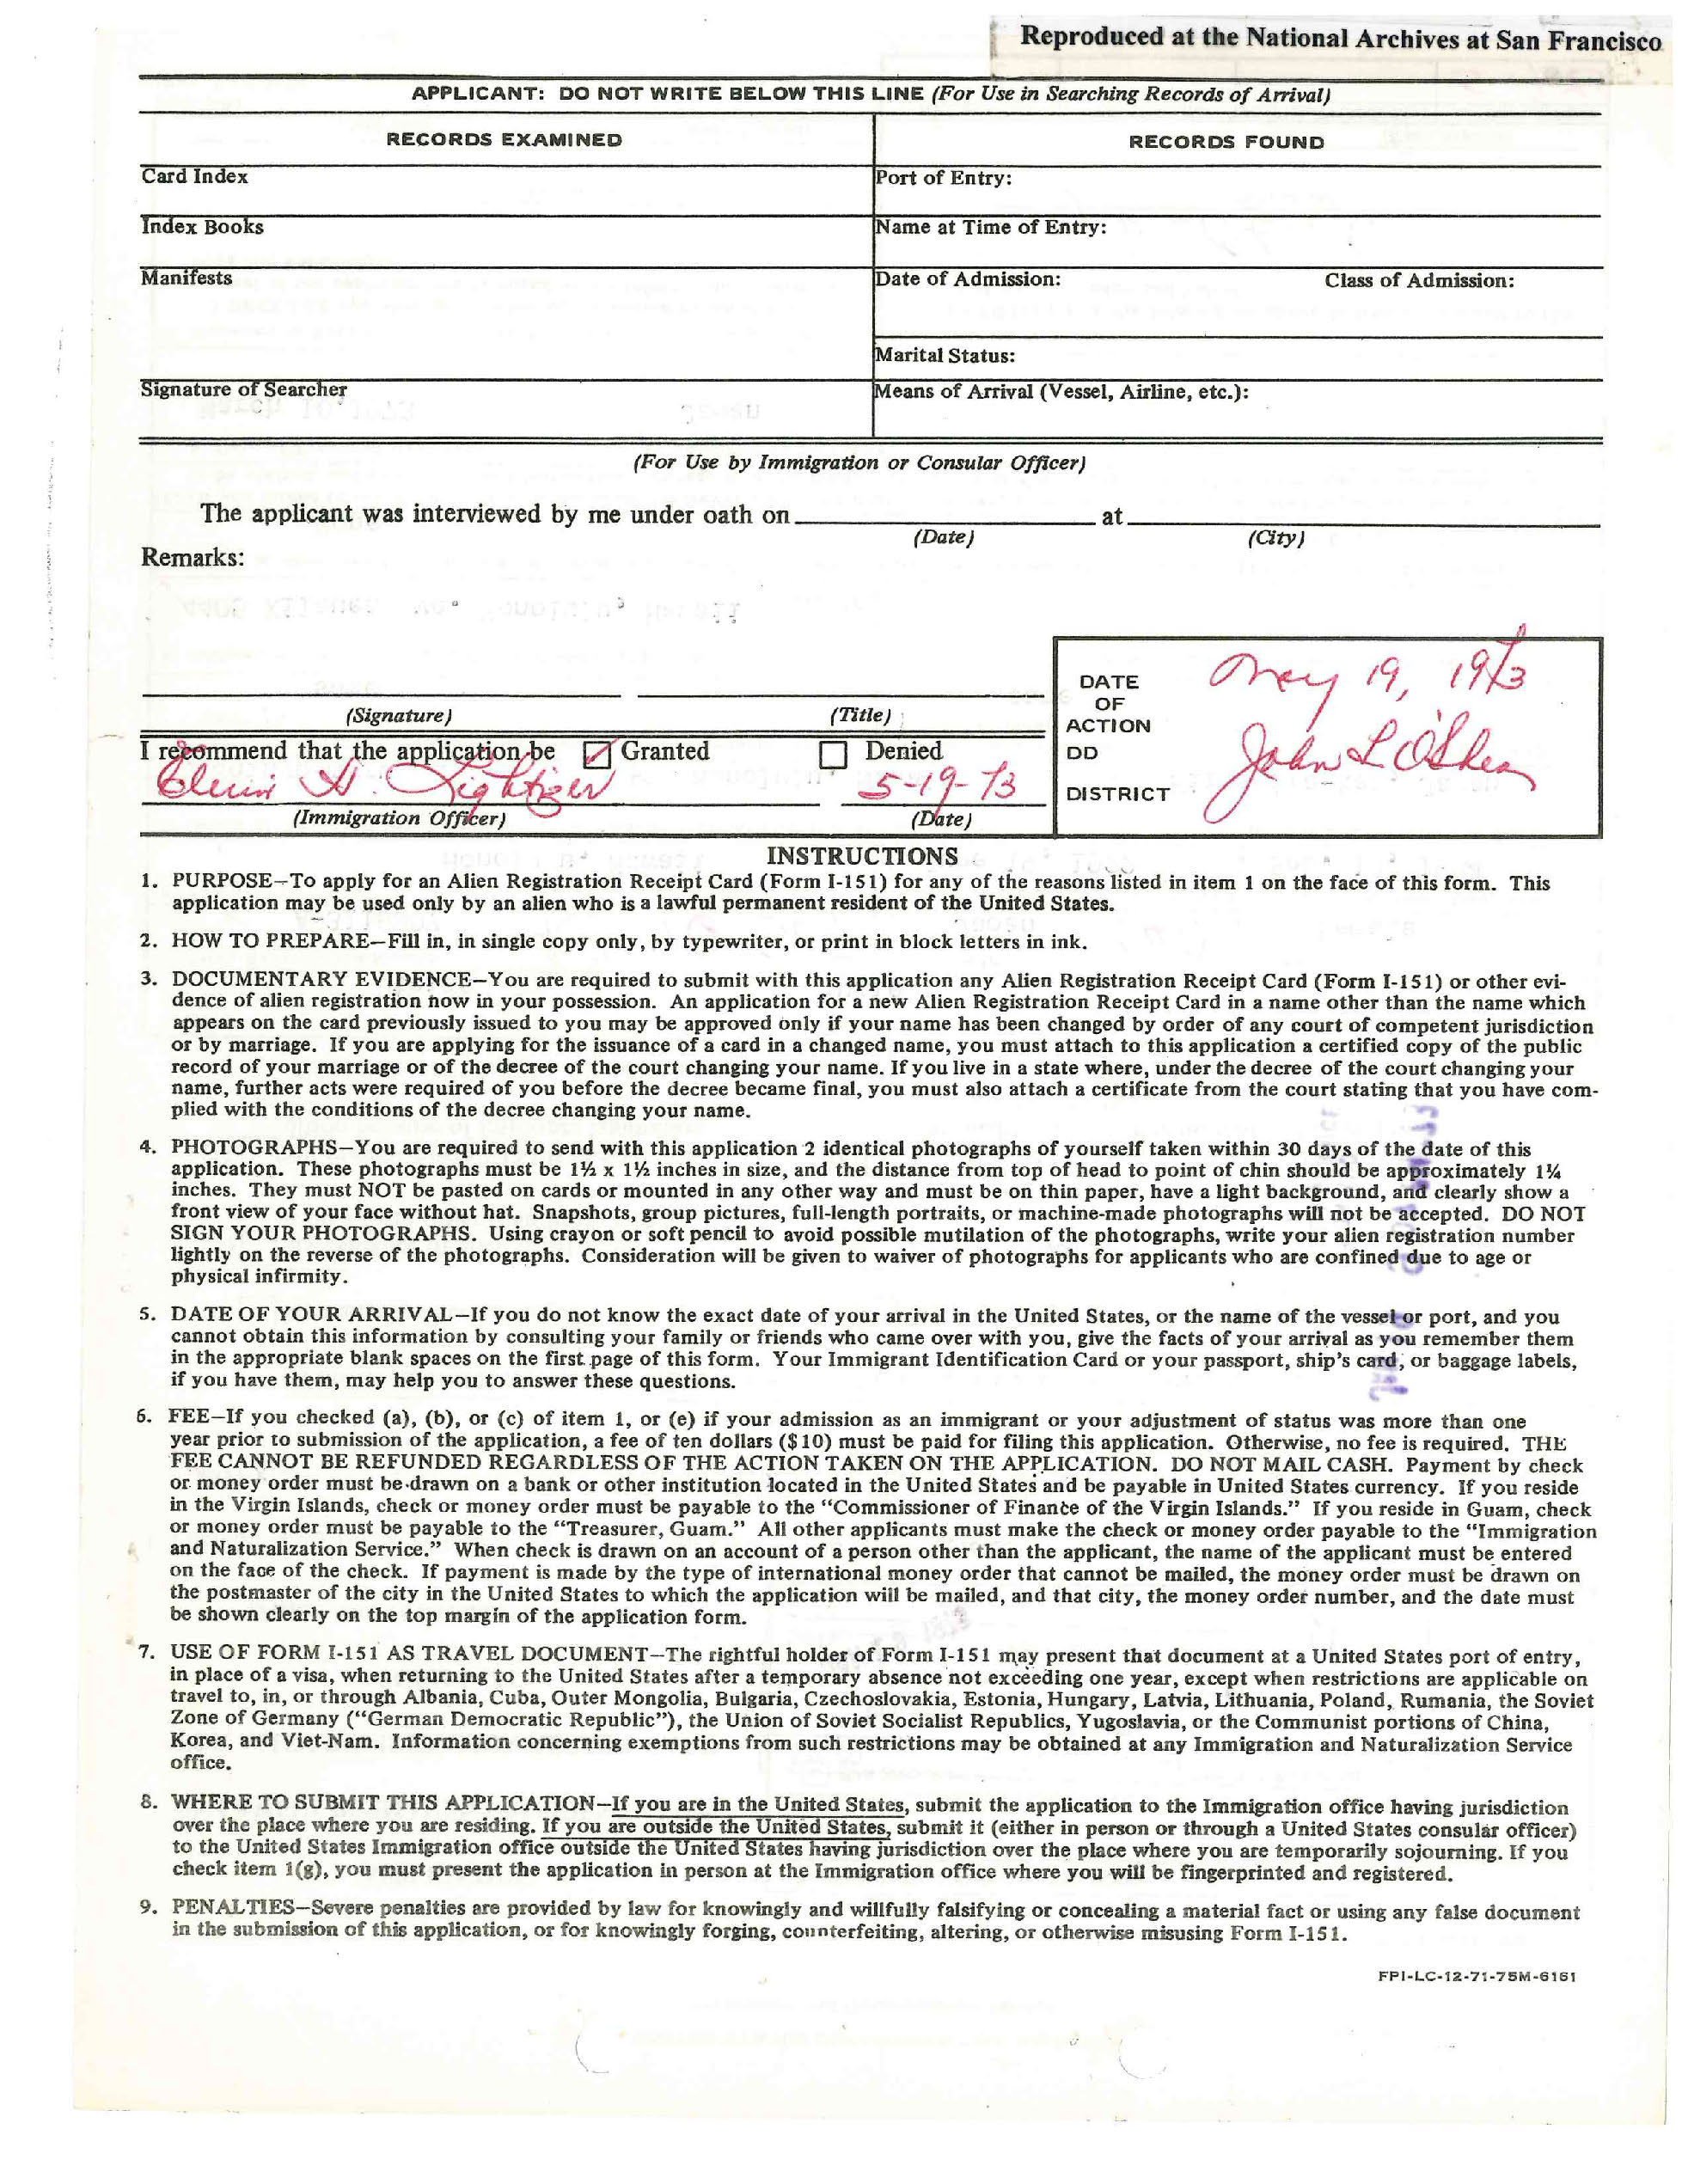 Reproduced at the National Archives at San Francisco
APPLICANT: DO NOT WRITE BELOW THIS LINE (For Use in Searching Records of Arrival)
RECORDS EXAMINED
RECORDS FOUND
Card Index
Port of Entry:
Index Books
Name at Time of Entry:
Manifests
Date of Admission: Class of Admission:
Marital Status:
Signature of Searcher
Means of Arrival (Vessel, Airline, etc.):
(For Use by Immigration or Consular Officer)
The applicant was interviewed by me under oath on at
(Date) (City)
Remarks:
(Signature) (Title)
DATE OF ACTION May 19, 1973
DD John L O'Shea
DISTRICT
I recommend that the application be Granted Denied
H. Lightizer 5-19-73
(Immigration Officer) (Date)
INSTRUCTIONS
1. PURPOSE—To apply for an Alien Registration Receipt Card (Form I-151) for any of the reasons listed in item 1 on the face of this form. This
application may be used only by an alien who is a lawful permanent resident of the United States.
2. HOW TO PREPARE—Fill in, in single copy only, by typewriter, or print in block letters in ink.
3. DOCUMENTARY EVIDENCE—You are required to submit with this application any Alien Registration Receipt Card (Form I-151) or other evi-
dence of alien registration now in your possession. An application for a new Alien Registration Receipt Card in a name other than the name which
appears on the card previously issued to you may be approved only if your name has been changed by order of any court of competent jurisdiction
or by marriage. If you are applying for the issuance of a card in a changed name, you must attach to this application a certified copy of the public
record of your marriage or of the decree of the court changing your name. If you live in a state where, under the decree of the court changing your
name, further acts were required of you before the decree became final, you must also attach a certificate from the court stating that you have com-
plied with the conditions of the decree changing your name.
4. PHOTOGRAPHS—You are required to send with this application 2 identical photographs of yourself taken within 30 days of the date of this
application. These photographs must be 1½ x 1½ inches in size, and the distance from top of head to point of chin should be approximately 1¼
inches. They must NOT be pasted on cards or mounted in any other way and must be on thin paper, have a light background, and clearly show a
front view of your face without hat. Snapshots, group pictures, full-length portraits, or machine-made photographs will not be accepted. DO NOT
SIGN YOUR PHOTOGRAPHS. Using crayon or soft pencil to avoid possible mutilation of the photographs, write your alien registration number
lightly on the reverse of the photographs. Consideration will be given to waiver of photographs for applicants who are confined due to age or
physical infirmity.
5. DATE OF YOUR ARRIVAL—If you do not know the exact date of your arrival in the United States, or the name of the vessel or port, and you
cannot obtain this information by consulting your family or friends who came over with you, give the facts of your arrival as you remember them
in the appropriate blank spaces on the first page of this form. Your Immigrant Identification Card or your passport, ship's card, or baggage labels,
if you have them, may help you to answer these questions.
6. FEE—If you checked (a), (b), or (c) of item 1, or (e) if your admission as an immigrant or your adjustment of status was more than one
year prior to submission of the application, a fee of ten dollars ($10) must be paid for filing this application. Otherwise, no fee is required. THE
FEE CANNOT BE REFUNDED REGARDLESS OF THE ACTION TAKEN ON THE APPLICATION. DO NOT MAIL CASH. Payment by check
or money order must be drawn on a bank or other institution located in the United States and be payable in United States currency. If you reside
in the Virgin Islands, check or money order must be payable to the "Commissioner of Finance of the Virgin Islands." If you reside in Guam, check
or money order must be payable to the "Treasurer, Guam." All other applicants must make the check or money order payable to the "Immigration
and Naturalization Service." When check is drawn on an account of a person other than the applicant, the name of the applicant must be entered
on the face of the check. If payment is made by the type of international money order that cannot be mailed, the money order must be drawn on
the postmaster of the city in the United States to which the application will be mailed, and that city, the money order number, and the date must
be shown clearly on the top margin of the application form.
7. USE OF FORM I-151 AS TRAVEL DOCUMENT—The rightful holder of Form I-151 may present that document at a United States port of entry,
in place of a visa, when returning to the United States after a temporary absence not exceeding one year, except when restrictions are applicable on
travel to, in, or through Albania, Cuba, Outer Mongolia, Bulgaria, Czechoslovakia, Estonia, Hungary, Latvia, Lithuania, Poland, Rumania, the Soviet
Zone of Germany ("German Democratic Republic"), the Union of Soviet Socialist Republics, Yugoslavia, or the Communist portions of China,
Korea, and Viet-Nam. Information concerning exemptions from such restrictions may be obtained at any Immigration and Naturalization Service
office.
8. WHERE TO SUBMIT THIS APPLICATION—If you are in the United States, submit the application to the Immigration office having jurisdiction
over the place where you are residing. If you are outside the United States, submit it (either in person or through a United States consular officer)
to the United States Immigration office outside the United States having jurisdiction over the place where you are temporarily sojourning. If you
check item 1(g), you must present the application in person at the Immigration office where you will be fingerprinted and registered.
9. PENALTIES—Severe penalties are provided by law for knowingly and willfully falsifying or concealing a material fact or using any false document
in the submission of this application, or for knowingly forging, counterfeiting, altering, or otherwise misusing Form I-151.
FPI-LC-12-71-75M-6161